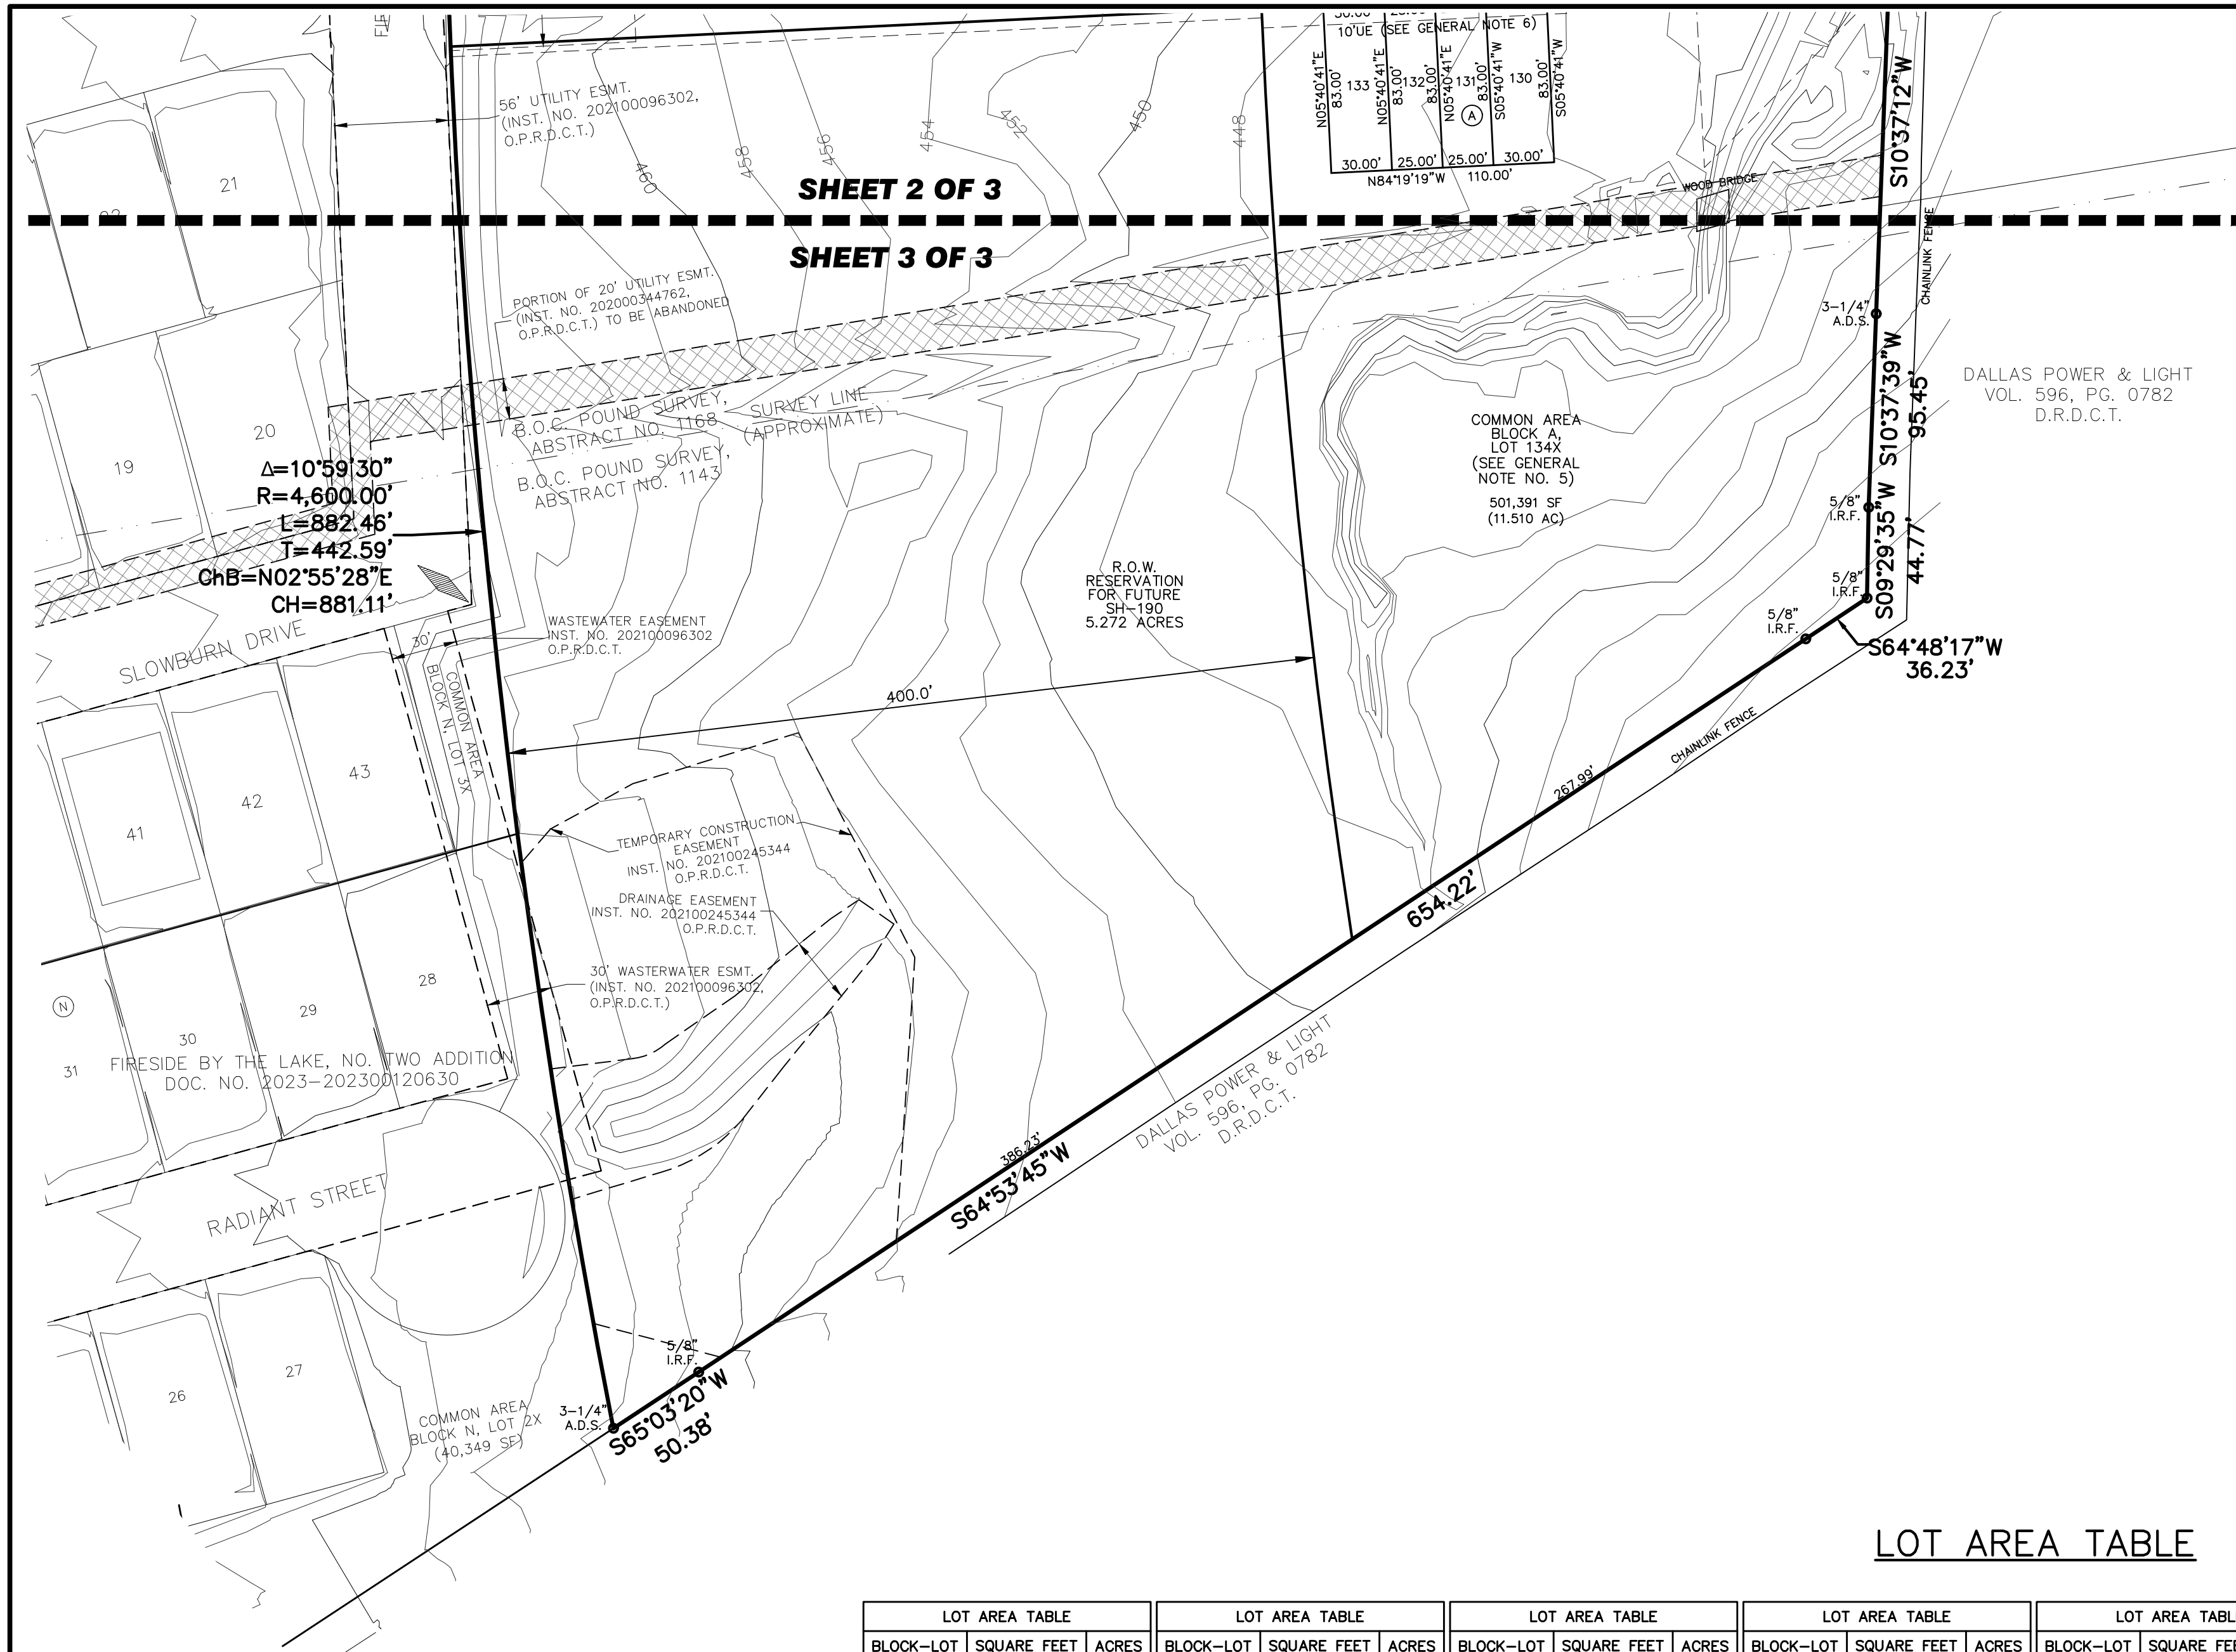 10'UE (SEE GENERAL NOTE 6)
N05°40'41"E
83.00'
133
N05°40'41"E
83.00'
132
83.00'
N05°40'41"E
131
83.00'
S05°40'41"W
130
83.00'
S05°40'41"W
A
30.00'
25.00'
25.00'
30.00'
N84°19'19"W 110.00'
S10°37'12"W
56' UTILITY ESMT.
(INST. NO. 202100096302,
O.P.R.D.C.T.)
460
458
456
454
452
450
448
21
SHEET 2 OF 3
WOOD BRIDGE
SHEET 3 OF 3
CHAINLINK FENCE
PORTION OF 20' UTILITY ESMT.
(INST. NO. 202000344762,
O.P.R.D.C.T.) TO BE ABANDONED
3-1/4"
A.D.S.
S10°37'39"W
95.45'
DALLAS POWER & LIGHT
VOL. 596, PG. 0782
D.R.D.C.T.
B.O.C. POUND SURVEY,
ABSTRACT NO. 1168
SURVEY LINE
(APPROXIMATE)
B.O.C. POUND SURVEY,
ABSTRACT NO. 1143
COMMON AREA
BLOCK A,
LOT 134X
(SEE GENERAL
NOTE NO. 5)
501,391 SF
(11.510 AC)
20
19
Δ=10°59'30"
R=4,600.00'
L=882.46'
T=442.59'
ChB=N02°55'28"E
CH=881.11'
5/8"
I.R.F.
S09°29'35"W
44.77'
5/8"
I.R.F.
5/8"
I.R.F.
S64°48'17"W
36.23'
R.O.W.
RESERVATION
FOR FUTURE
SH-190
5.272 ACRES
WASTEWATER EASEMENT
INST. NO. 202100096302
O.P.R.D.C.T.
SLOWBURN DRIVE
30'
COMMON AREA
BLOCK N, LOT 3X
400.0'
CHAINLINK FENCE
43
42
41
267.99'
TEMPORARY CONSTRUCTION
EASEMENT
INST. NO. 202100245344
O.P.R.D.C.T.
654.22'
DRAINAGE EASEMENT
INST. NO. 202100245344
O.P.R.D.C.T.
30' WASTERWATER ESMT.
(INST. NO. 202100096302,
O.P.R.D.C.T.)
28
29
30
31
N
FIRESIDE BY THE LAKE, NO. TWO ADDITION
DOC. NO. 2023-202300120630
DALLAS POWER & LIGHT
VOL. 596, PG. 0782
D.R.D.C.T.
386.23'
S64°53'45"W
RADIANT STREET
5/8"
I.R.F.
27
26
S65°03'20"W
50.38'
3-1/4"
A.D.S.
COMMON AREA
BLOCK N, LOT 2X
(40,349 SF)
LOT AREA TABLE
LOT AREA TABLE
BLOCK-LOT SQUARE FEET ACRES
LOT AREA TABLE
BLOCK-LOT SQUARE FEET ACRES
LOT AREA TABLE
BLOCK-LOT SQUARE FEET ACRES
LOT AREA TABLE
BLOCK-LOT SQUARE FEET ACRES
LOT AREA
BLOCK-LOT SQUARE